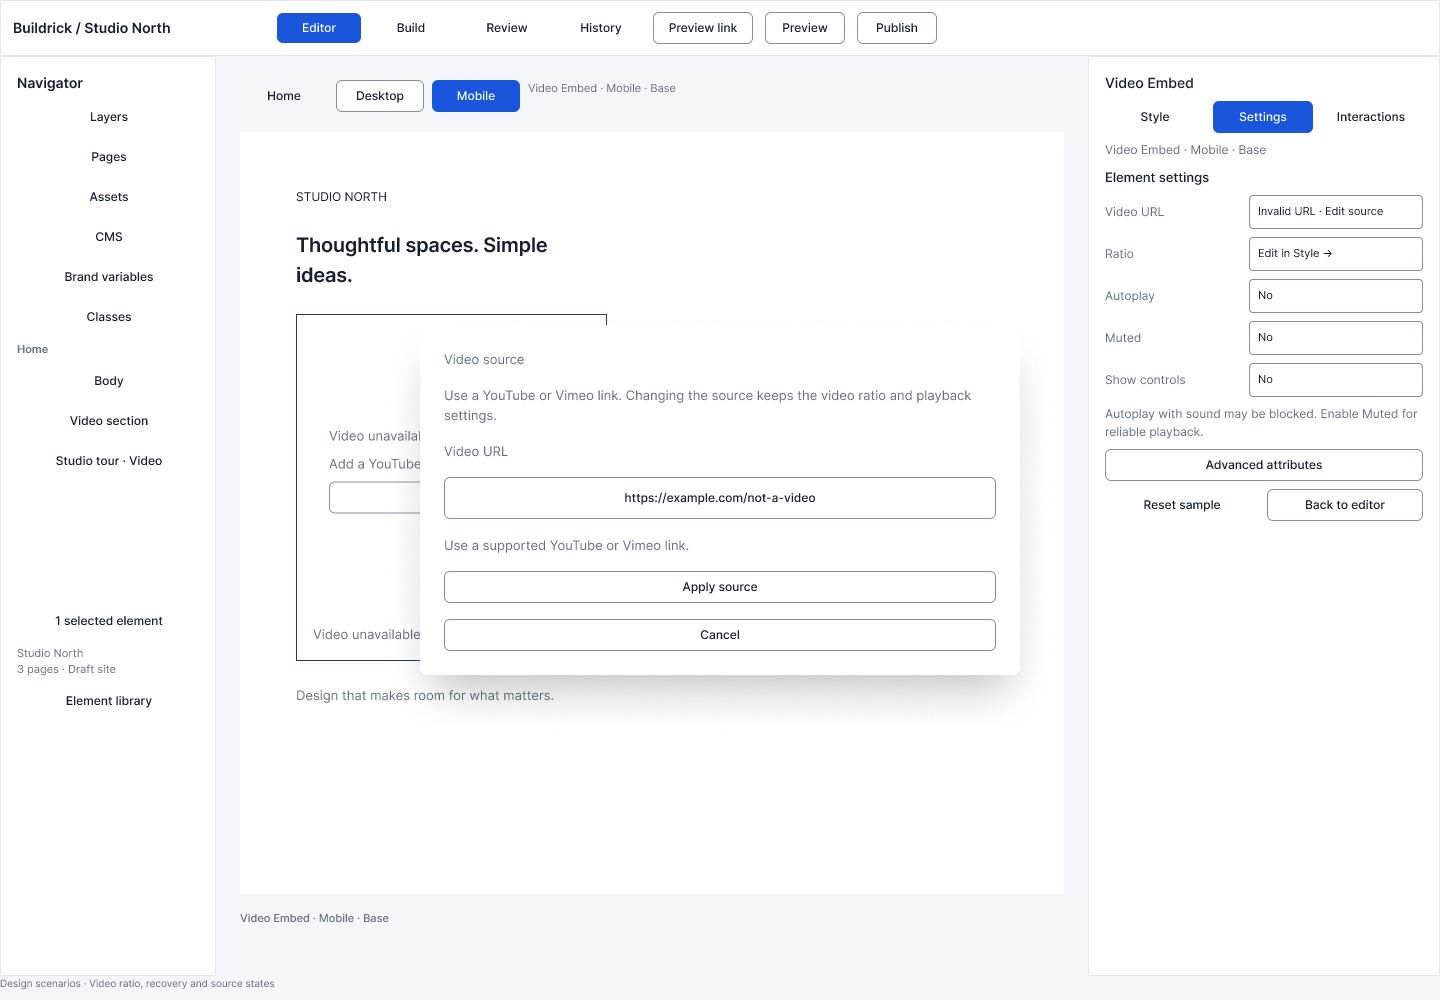 Buildrick / Studio North
Editor
Build
Review
History
Preview link
Preview
Publish
Navigator
Layers
Pages
Assets
CMS
Brand variables
Classes
Home
Body
Video section
Studio tour · Video
1 selected element
Studio North
3 pages · Draft site
Element library
Home
Desktop
Mobile
Video Embed · Mobile · Base
STUDIO NORTH
Thoughtful spaces. Simple
ideas.
Video unavailal
Add a YouTube
Video unavailable
Design that makes room for what matters.
Video source
Use a YouTube or Vimeo link. Changing the source keeps the video ratio and playback
settings.
Video URL
https://example.com/not-a-video
Use a supported YouTube or Vimeo link.
Apply source
Cancel
Video Embed · Mobile · Base
Video Embed
Style
Settings
Interactions
Video Embed · Mobile · Base
Element settings
Video URL
Invalid URL · Edit source
Ratio
Edit in Style →
Autoplay
No
Muted
No
Show controls
No
Autoplay with sound may be blocked. Enable Muted for
reliable playback.
Advanced attributes
Reset sample
Back to editor
Design scenarios · Video ratio, recovery and source states